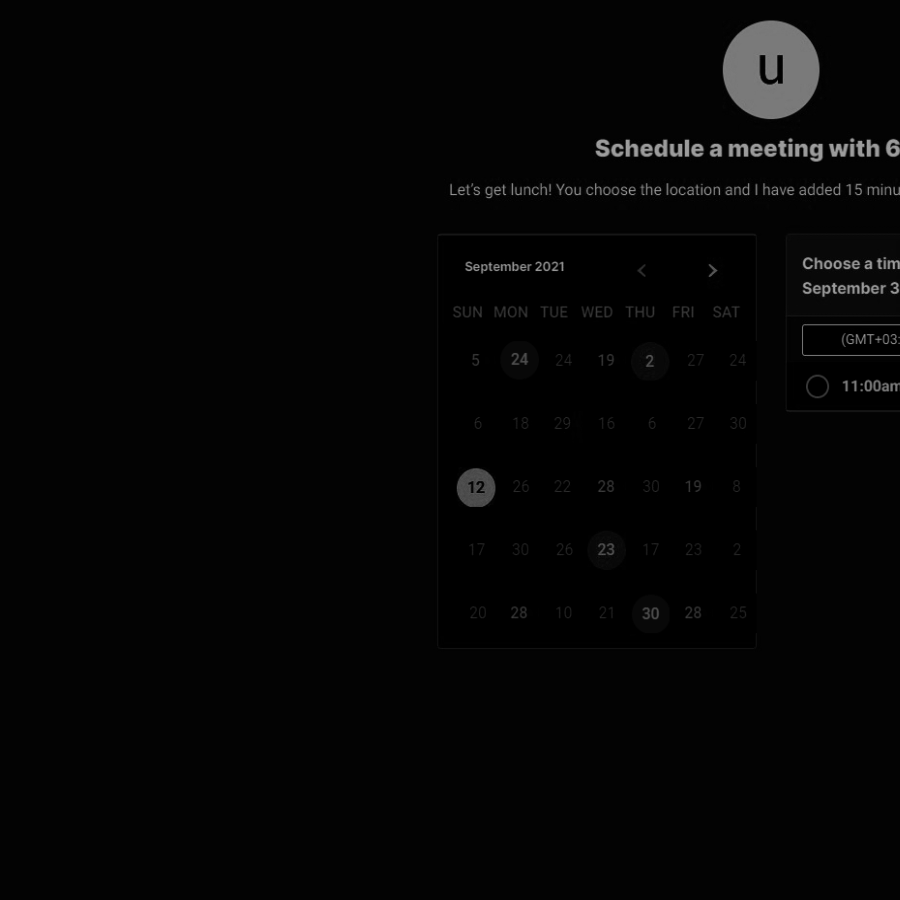 u
Schedule a meeting with 6
Let's get lunch! You choose the location and I have added 15 minu
September 2021
SUN MON TUE WED THU FRI SAT
5 24 24 19 2 27 24
6 18 29 16 6 27 30
12 26 22 28 30 19 8
17 30 26 23 17 23 2
20 28 10 21 30 28 25
Choose a tim
September 3
(GMT+03:
11:00am